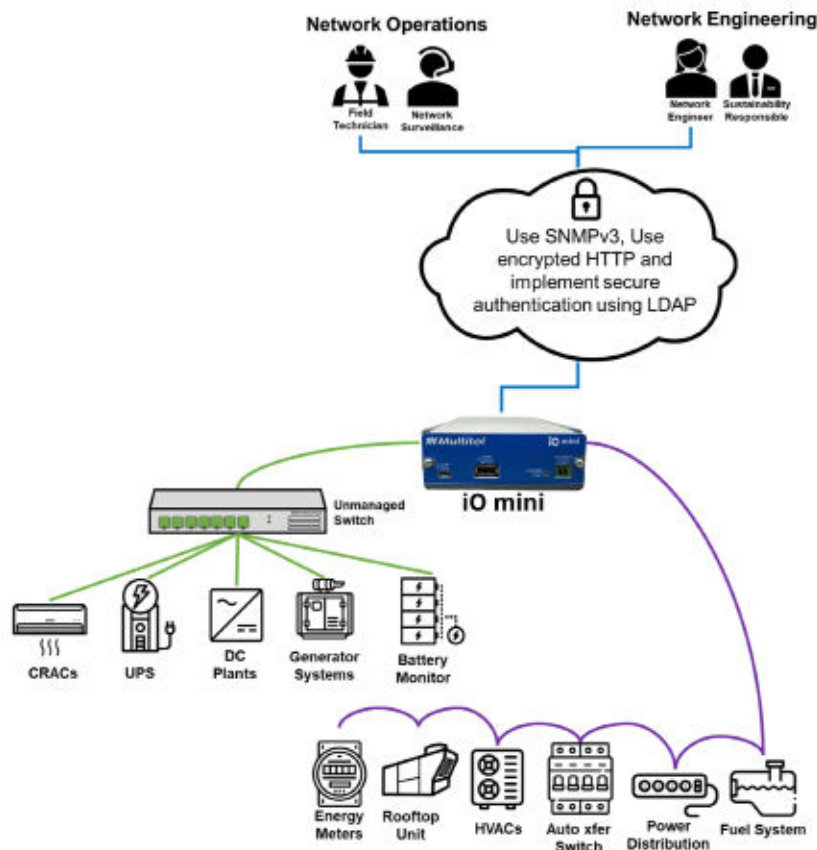 Network Operations
Network Engineering
Field
Technician
Network
Surveillance
Network
Engineer
Sustainability
Responsible
Use SNMPv3, Use
encrypted HTTP and
implement secure
authentication using LDAP
Multitel
iO mini
iO mini
Unmanaged
Switch
CRACs
UPS
DC
Plants
Generator
Systems
Battery
Monitor
Energy
Meters
Rooftop
Unit
HVACs
Auto xfer
Switch
Power
Distribution
Fuel System